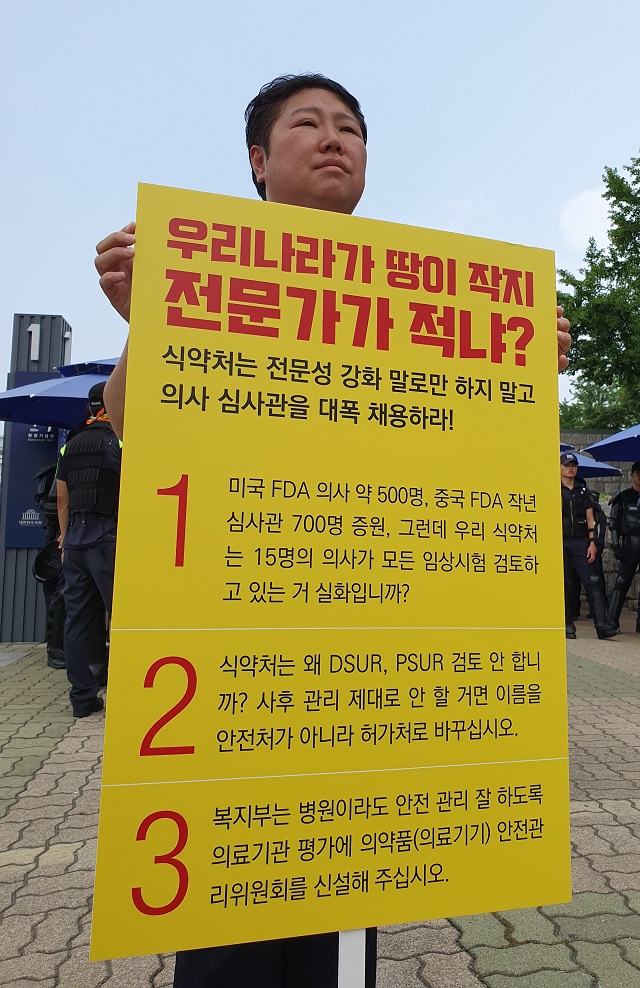 우리나라가 땅이 작지
전문가가 적냐?
식약처는 전문성 강화 말로만 하지 말고
의사 심사관을 대폭 채용하라!
1
미국 FDA 의사 약 500명, 중국 FDA 작년
심사관 700명 증원, 그런데 우리 식약처
는 15명의 의사가 모든 임상시험 검토하
고 있는 거 실화입니까?
2
식약처는 왜 DSUR, PSUR 검토 안 합니
까? 사후 관리 제대로 안 할 거면 이름을
안전처가 아니라 허가처로 바꾸십시오.
3
복지부는 병원이라도 안전 관리 잘 하도록
의료기관 평가에 의약품(의료기기) 안전관
리위원회를 신설해 주십시오.
1
대한민국국회